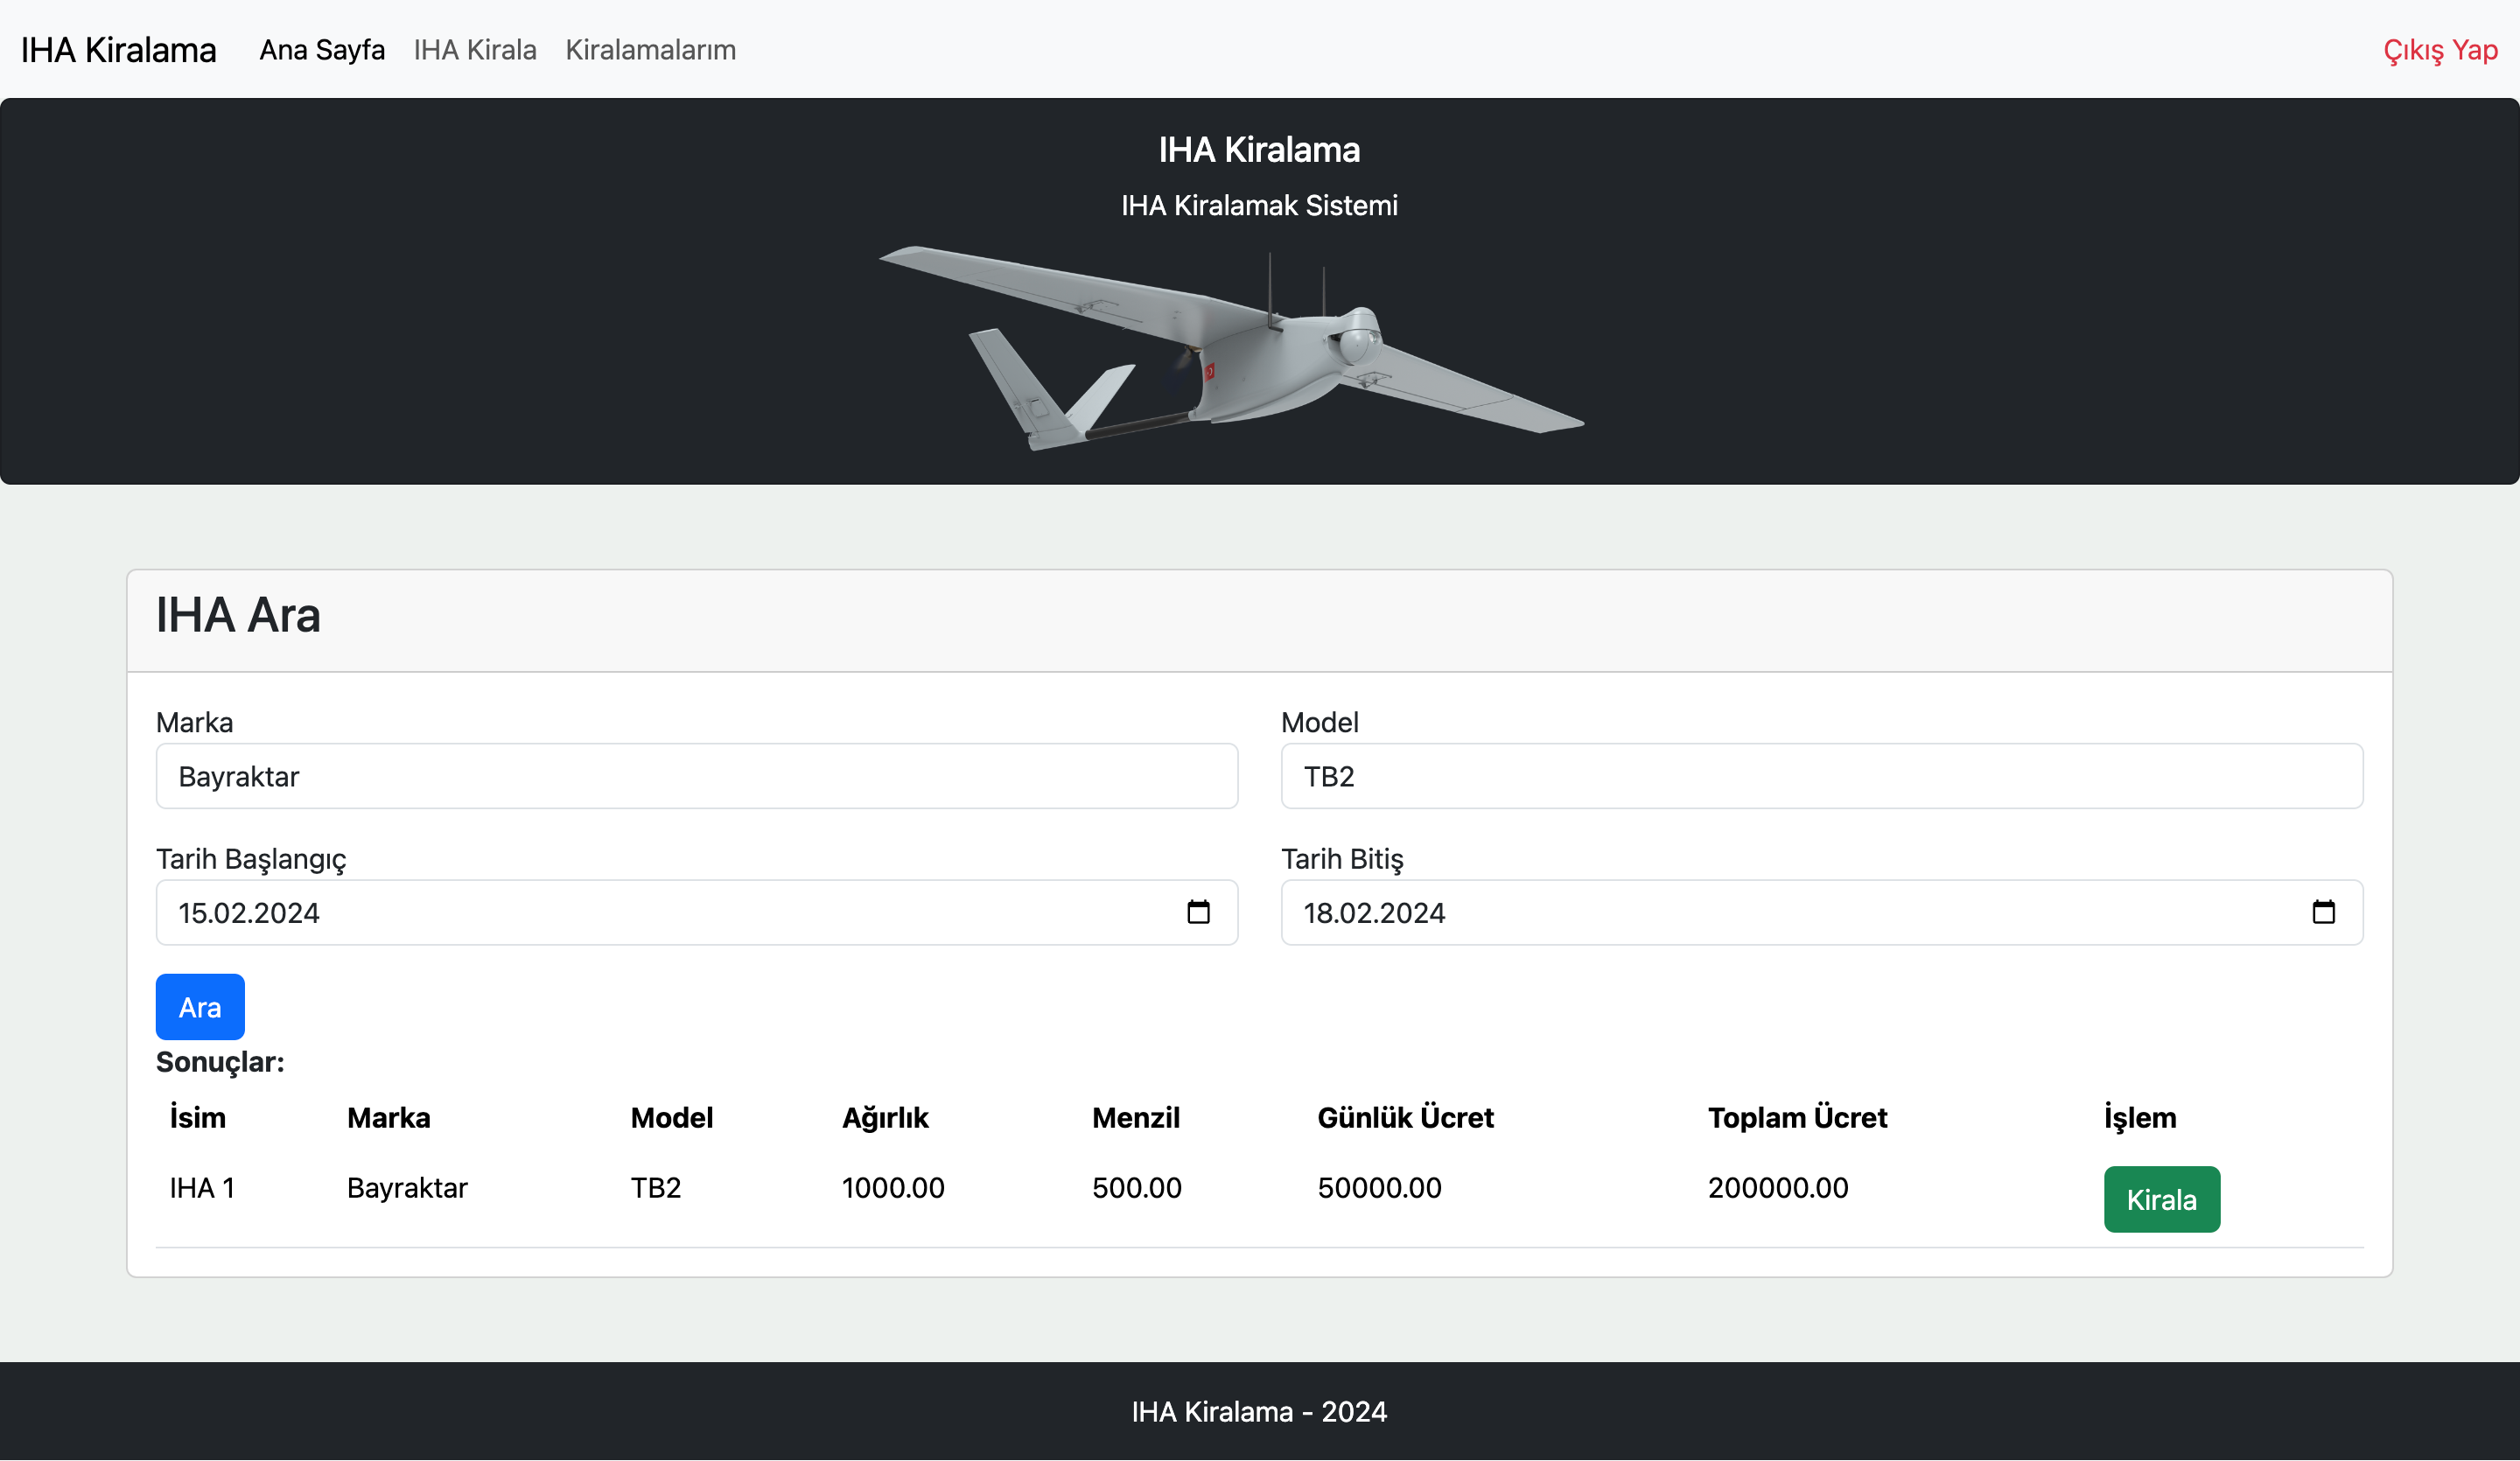 IHA Kiralama Ana Sayfa IHA Kirala Kiralamalarım Çıkış Yap
IHA Kiralama
IHA Kiralamak Sistemi
IHA Ara
Marka Model
Bayraktar TB2
Tarih Başlangıç Tarih Bitiş
15.02.2024 18.02.2024
Ara
Sonuçlar:
İsim Marka Model Ağırlık Menzil Günlük Ücret Toplam Ücret İşlem
IHA 1 Bayraktar TB2 1000.00 500.00 50000.00 200000.00 Kirala
IHA Kiralama - 2024